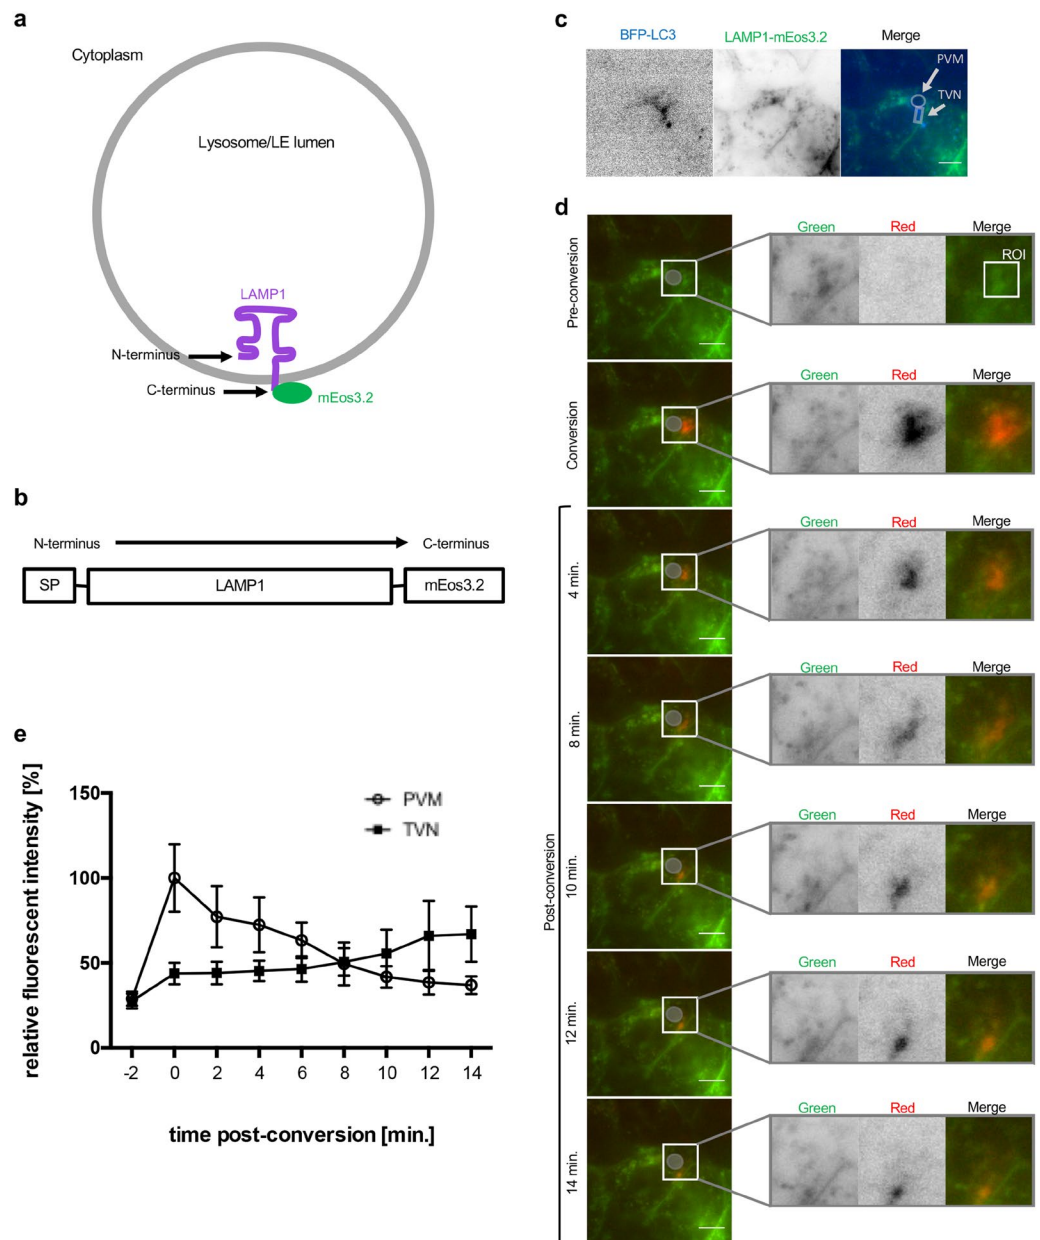 a
Cytoplasm
Lysosome/LE lumen
LAMP1
N-terminus
C-terminus
mEos3.2
b
N-terminus
C-terminus
SP
LAMP1
mEos3.2
e
relative fluorescent intensity [%]
150
100
50
0
PVM
TVN
-2 0 2 4 6 8 10 12 14
time post-conversion [min.]
c
BFP-LC3 LAMP1-mEos3.2 Merge
PVM
TVN
d
Pre-conversion
Green Red Merge
ROI
Conversion
Green Red Merge
Post-conversion
4 min.
Green Red Merge
8 min.
Green Red Merge
10 min.
Green Red Merge
12 min.
Green Red Merge
14 min.
Green Red Merge